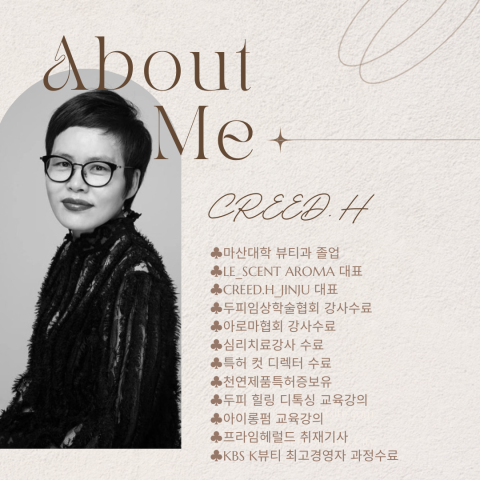 About
Me
CREED. H
♣마산대학 뷰티과 졸업
♣LE_SCENT AROMA 대표
♣CREED.H_JINJU 대표
♣두피임상학술협회 강사수료
♣아로마협회 강사수료
♣심리치료강사 수료
♣특허 컷 디렉터 수료
♣천연제품특허증보유
♣두피 힐링 디톡싱 교육강의
♣아이롱펌 교육강의
♣프라임헤럴드 취재기사
♣KBS K뷰티 최고경영자 과정수료